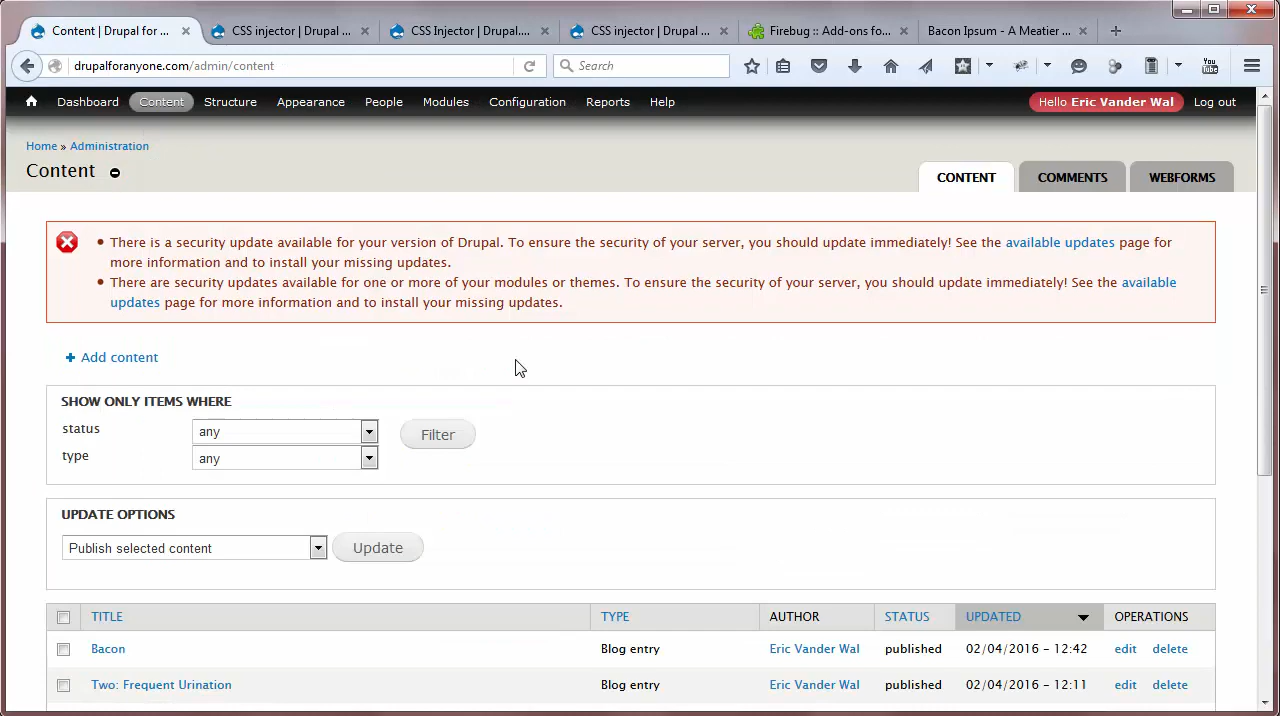 Content | Drupal for ...
CSS injector | Drupal ...
CSS Injector | Drupal....
CSS injector | Drupal ...
Firebug :: Add-ons fo...
Bacon Ipsum - A Meatier ...
drupalforanyone.com/admin/content
Search
You Tube
Dashboard Content Structure Appearance People Modules Configuration Reports Help
Hello Eric Vander Wal Log out
Home » Administration
Content
CONTENT COMMENTS WEBFORMS
There is a security update available for your version of Drupal. To ensure the security of your server, you should update immediately! See the available updates page for
more information and to install your missing updates.
There are security updates available for one or more of your modules or themes. To ensure the security of your server, you should update immediately! See the available
updates page for more information and to install your missing updates.
+ Add content
SHOW ONLY ITEMS WHERE
status any
Filter
type any
UPDATE OPTIONS
Publish selected content Update
TITLE TYPE AUTHOR STATUS UPDATED OPERATIONS
Bacon Blog entry Eric Vander Wal published 02/04/2016 - 12:42 edit delete
Two: Frequent Urination Blog entry Eric Vander Wal published 02/04/2016 - 12:11 edit delete